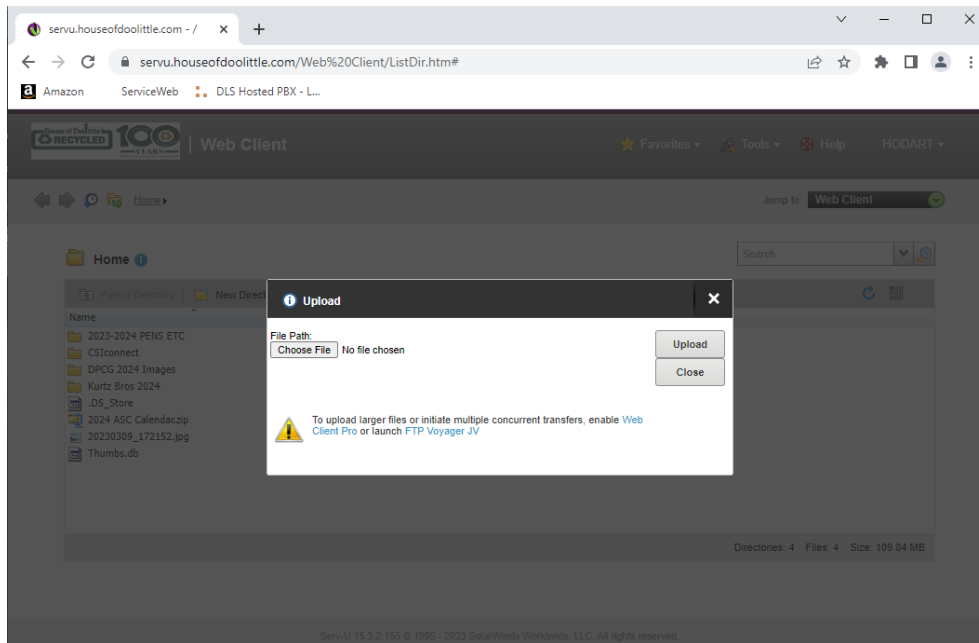 servu.houseofdoolittle.com - /
servu.houseofdoolittle.com/Web%20Client/ListDir.htm#
Amazon ServiceWeb DLS Hosted PBX - L...
House of Doolittle
RECYCLED 100
YEARS
Web Client Favorites Tools Help HODART
Home Jump to: Web Client
Home Search
Parent Directory New Direct
Name
2023-2024 PENS ETC
CSIconnect
DPCG 2024 Images
Kurtz Bros 2024
.DS_Store
2024 ASC Calendar.zip
20230309_172152.jpg
Thumbs.db
Upload
File Path:
Choose File No file chosen
Upload
Close
To upload larger files or initiate multiple concurrent transfers, enable Web
Client Pro or launch FTP Voyager JV
Directories: 4 Files: 4 Size: 109.84 MB
Serv-U 15.3.2.155 © 1995 - 2023 SolarWinds Worldwide, LLC. All rights reserved.